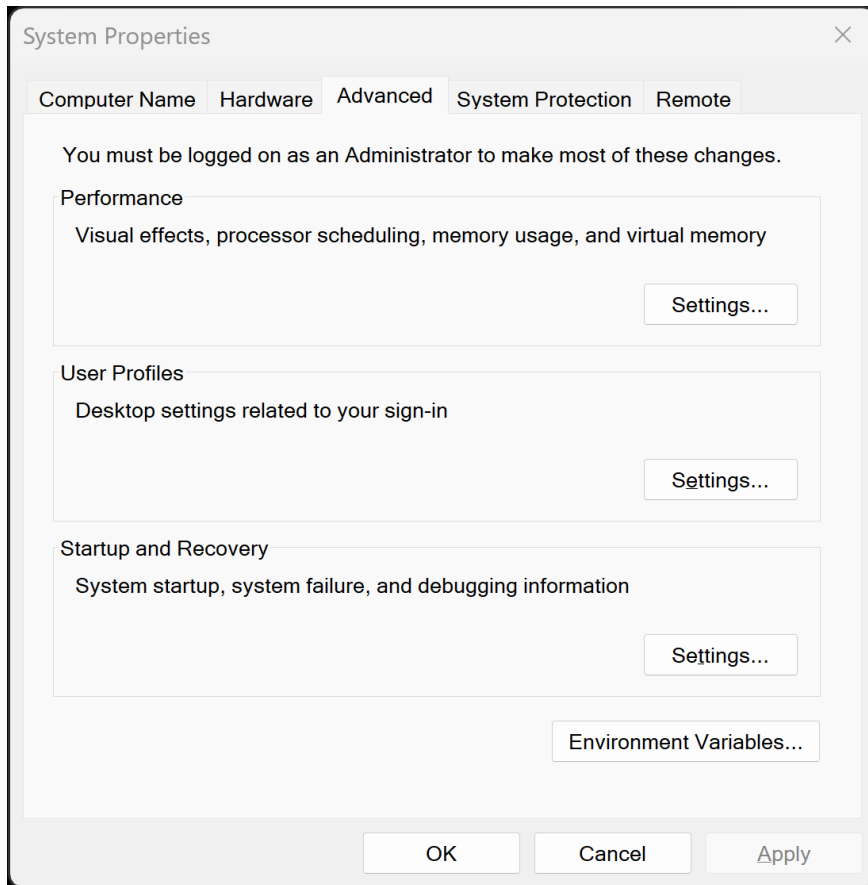 System Properties
Computer Name
Hardware
Advanced
System Protection
Remote
You must be logged on as an Administrator to make most of these changes.
Performance
Visual effects, processor scheduling, memory usage, and virtual memory
Settings...
User Profiles
Desktop settings related to your sign-in
Settings...
Startup and Recovery
System startup, system failure, and debugging information
Settings...
Environment Variables...
OK
Cancel
Apply